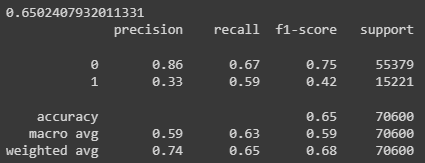 0.6502407932011331
precision recall f1-score support
0 0.86 0.67 0.75 55379
1 0.33 0.59 0.42 15221
accuracy 0.65 70600
macro avg 0.59 0.63 0.59 70600
weighted avg 0.74 0.65 0.68 70600